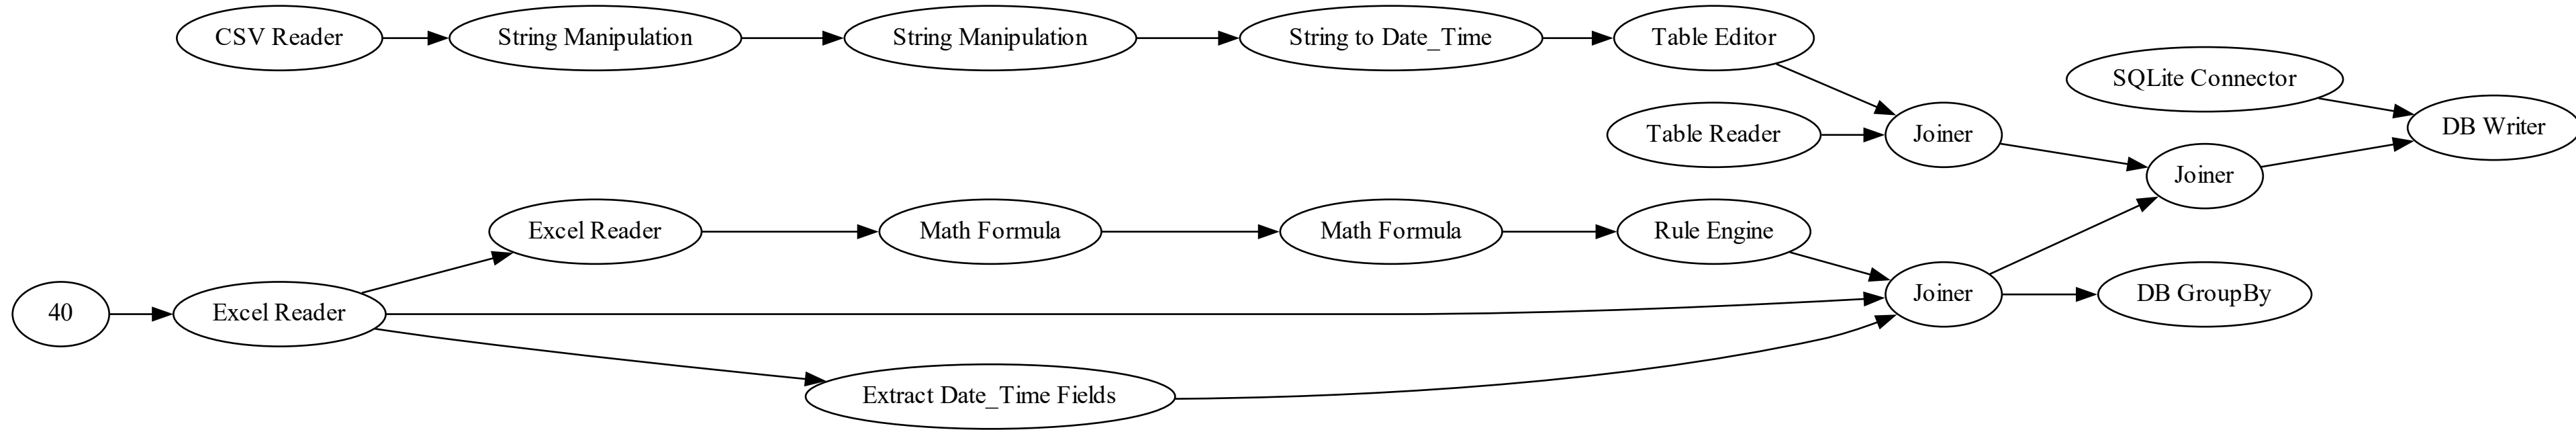 CSV Reader
String Manipulation
String Manipulation
String to Date_Time
Table Editor
SQLite Connector
DB Writer
Table Reader
Joiner
Joiner
Excel Reader
Math Formula
Math Formula
Rule Engine
40
Excel Reader
Joiner
DB GroupBy
Extract Date_Time Fields